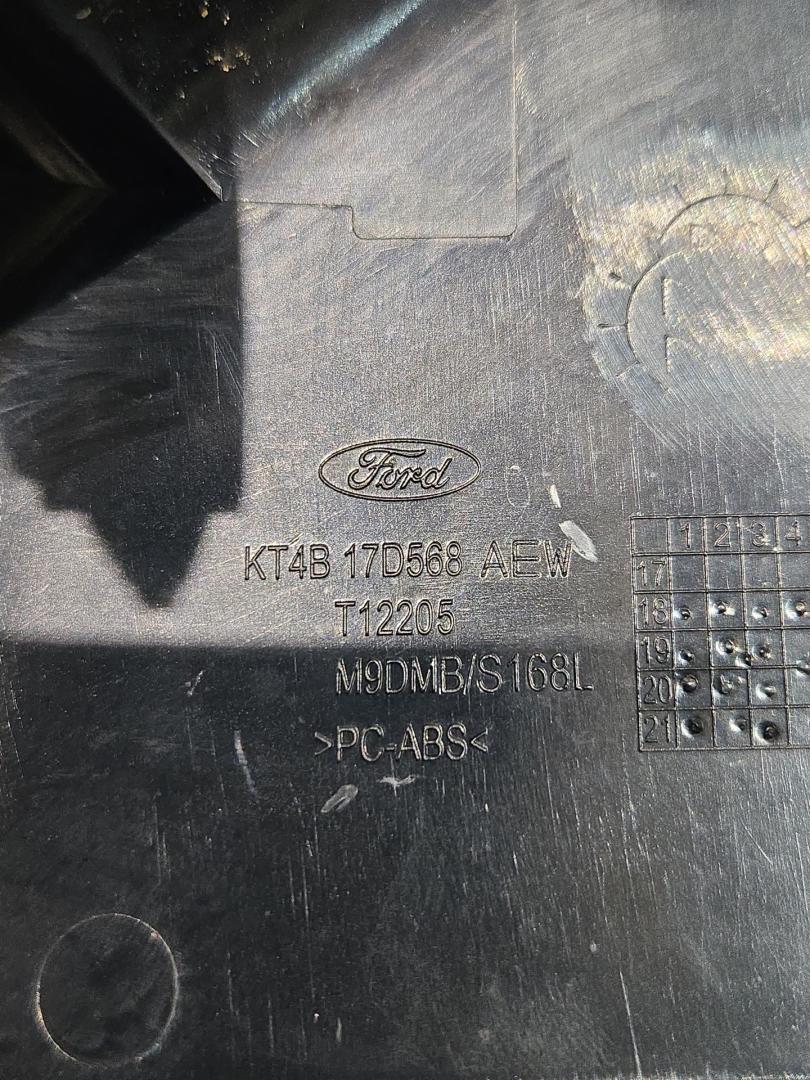 Ford
KT4B 17D568 AEW
T12205
M9DMB/S168L
>PC-ABS<
1 2 3 4
17
18
19
20
21